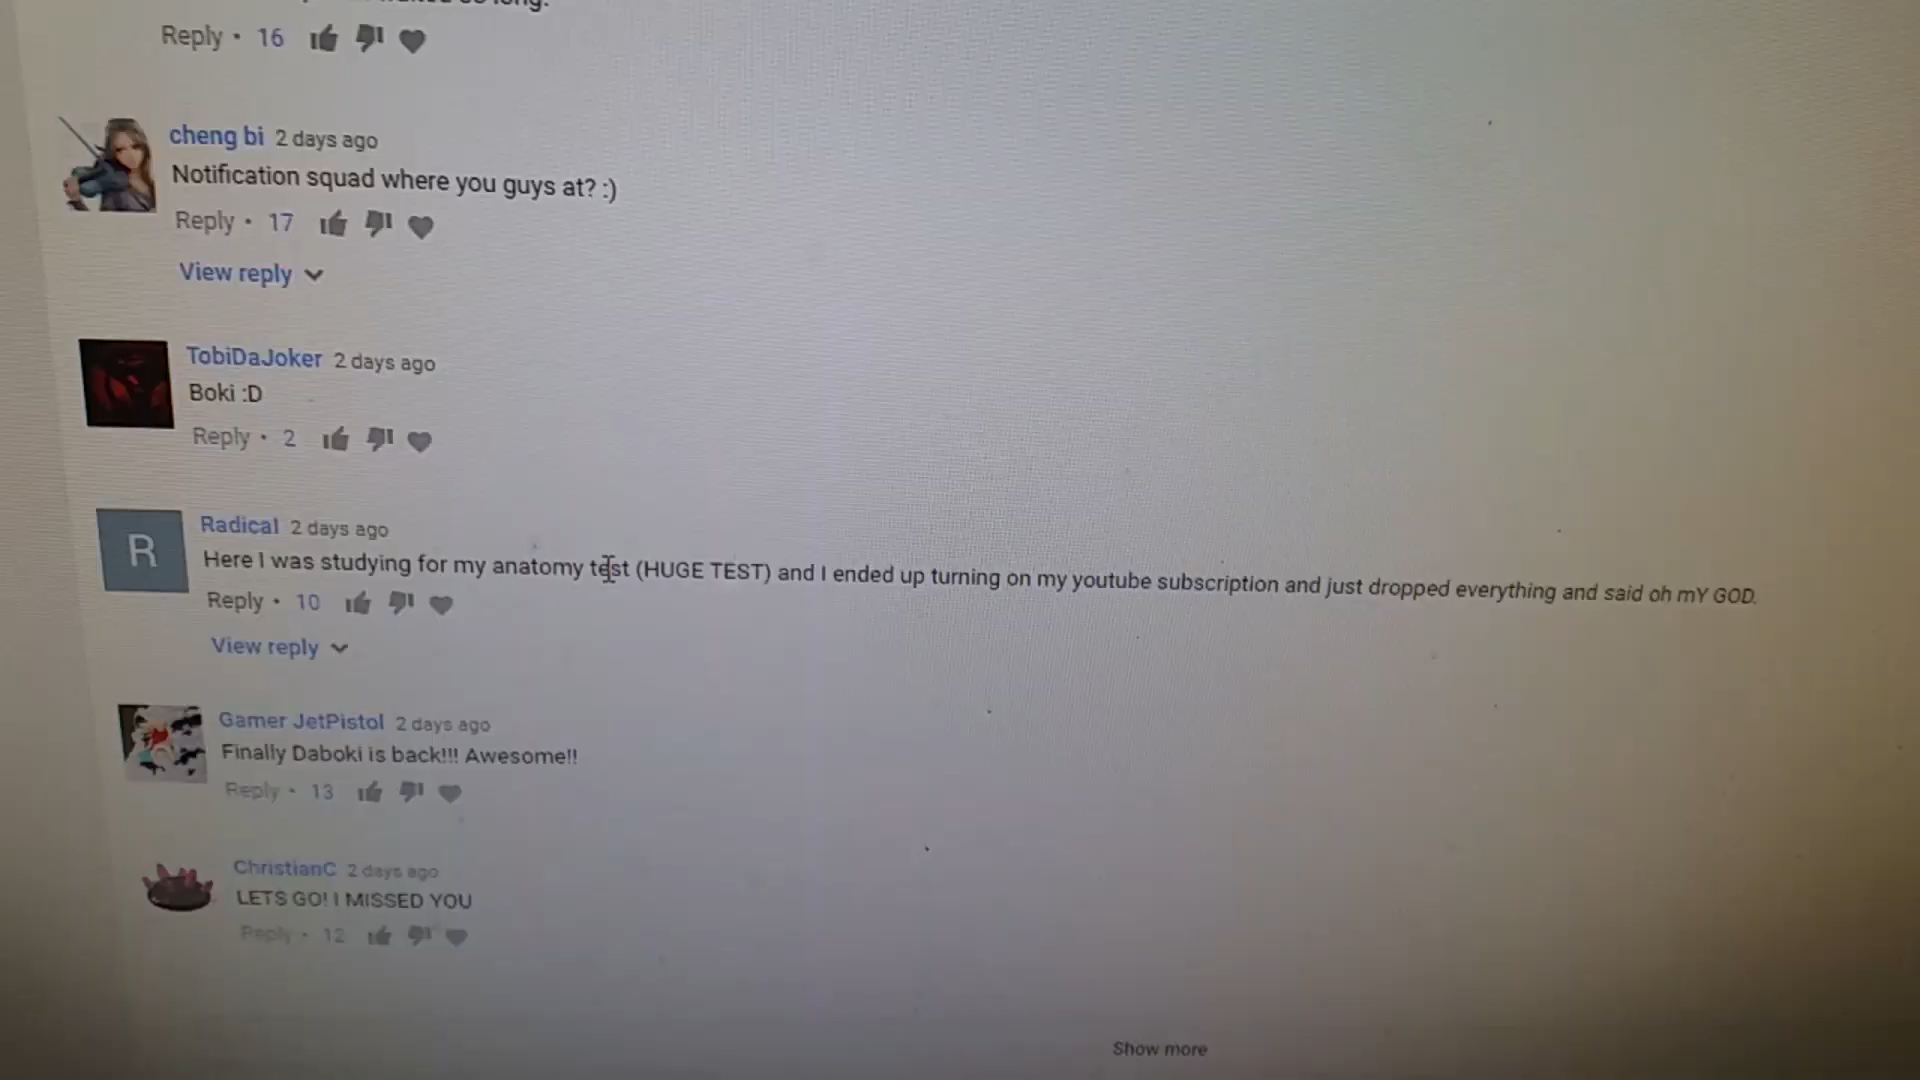 Reply • 16
cheng bi 2 days ago
Notification squad where you guys at? :)
Reply • 17
View reply
TobiDaJoker 2 days ago
Boki :D
Reply • 2
R
Radical 2 days ago
Here I was studying for my anatomy test (HUGE TEST) and I ended up turning on my youtube subscription and just dropped everything and said oh mY GOD.
Reply • 10
View reply
Gamer JetPistol 2 days ago
Finally Daboki is back!!! Awesome!!
Reply • 13
ChristianC 2 days ago
LETS GO! I MISSED YOU
Reply • 12
Show more